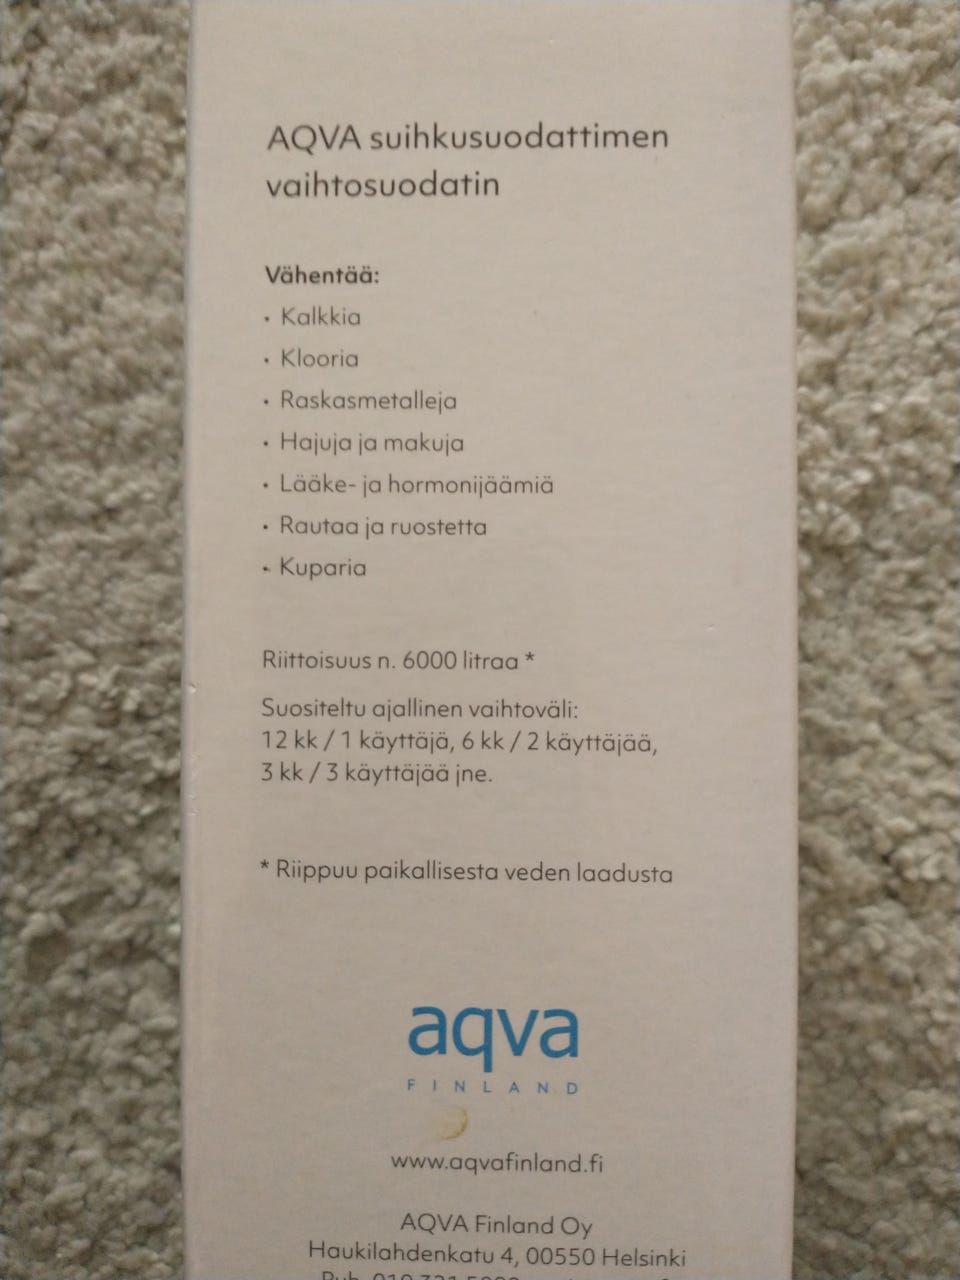 AQVA suihkusuodattimen
vaihtosuodatin
Vähentää:
• Kalkkia
• Klooria
• Raskasmetalleja
• Hajuja ja makuja
• Lääke- ja hormonijäämiä
• Rautaa ja ruostetta
• Kuparia
Riittoisuus n. 6000 litraa *
Suositeltu ajallinen vaihtoväli:
12 kk / 1 käyttäjä, 6 kk / 2 käyttäjää,
3 kk / 3 käyttäjää jne.
* Riippuu paikallisesta veden laadusta
aqva
FINLAND
www.aqvafinland.fi
AQVA Finland Oy
Haukilahdenkatu 4, 00550 Helsinki